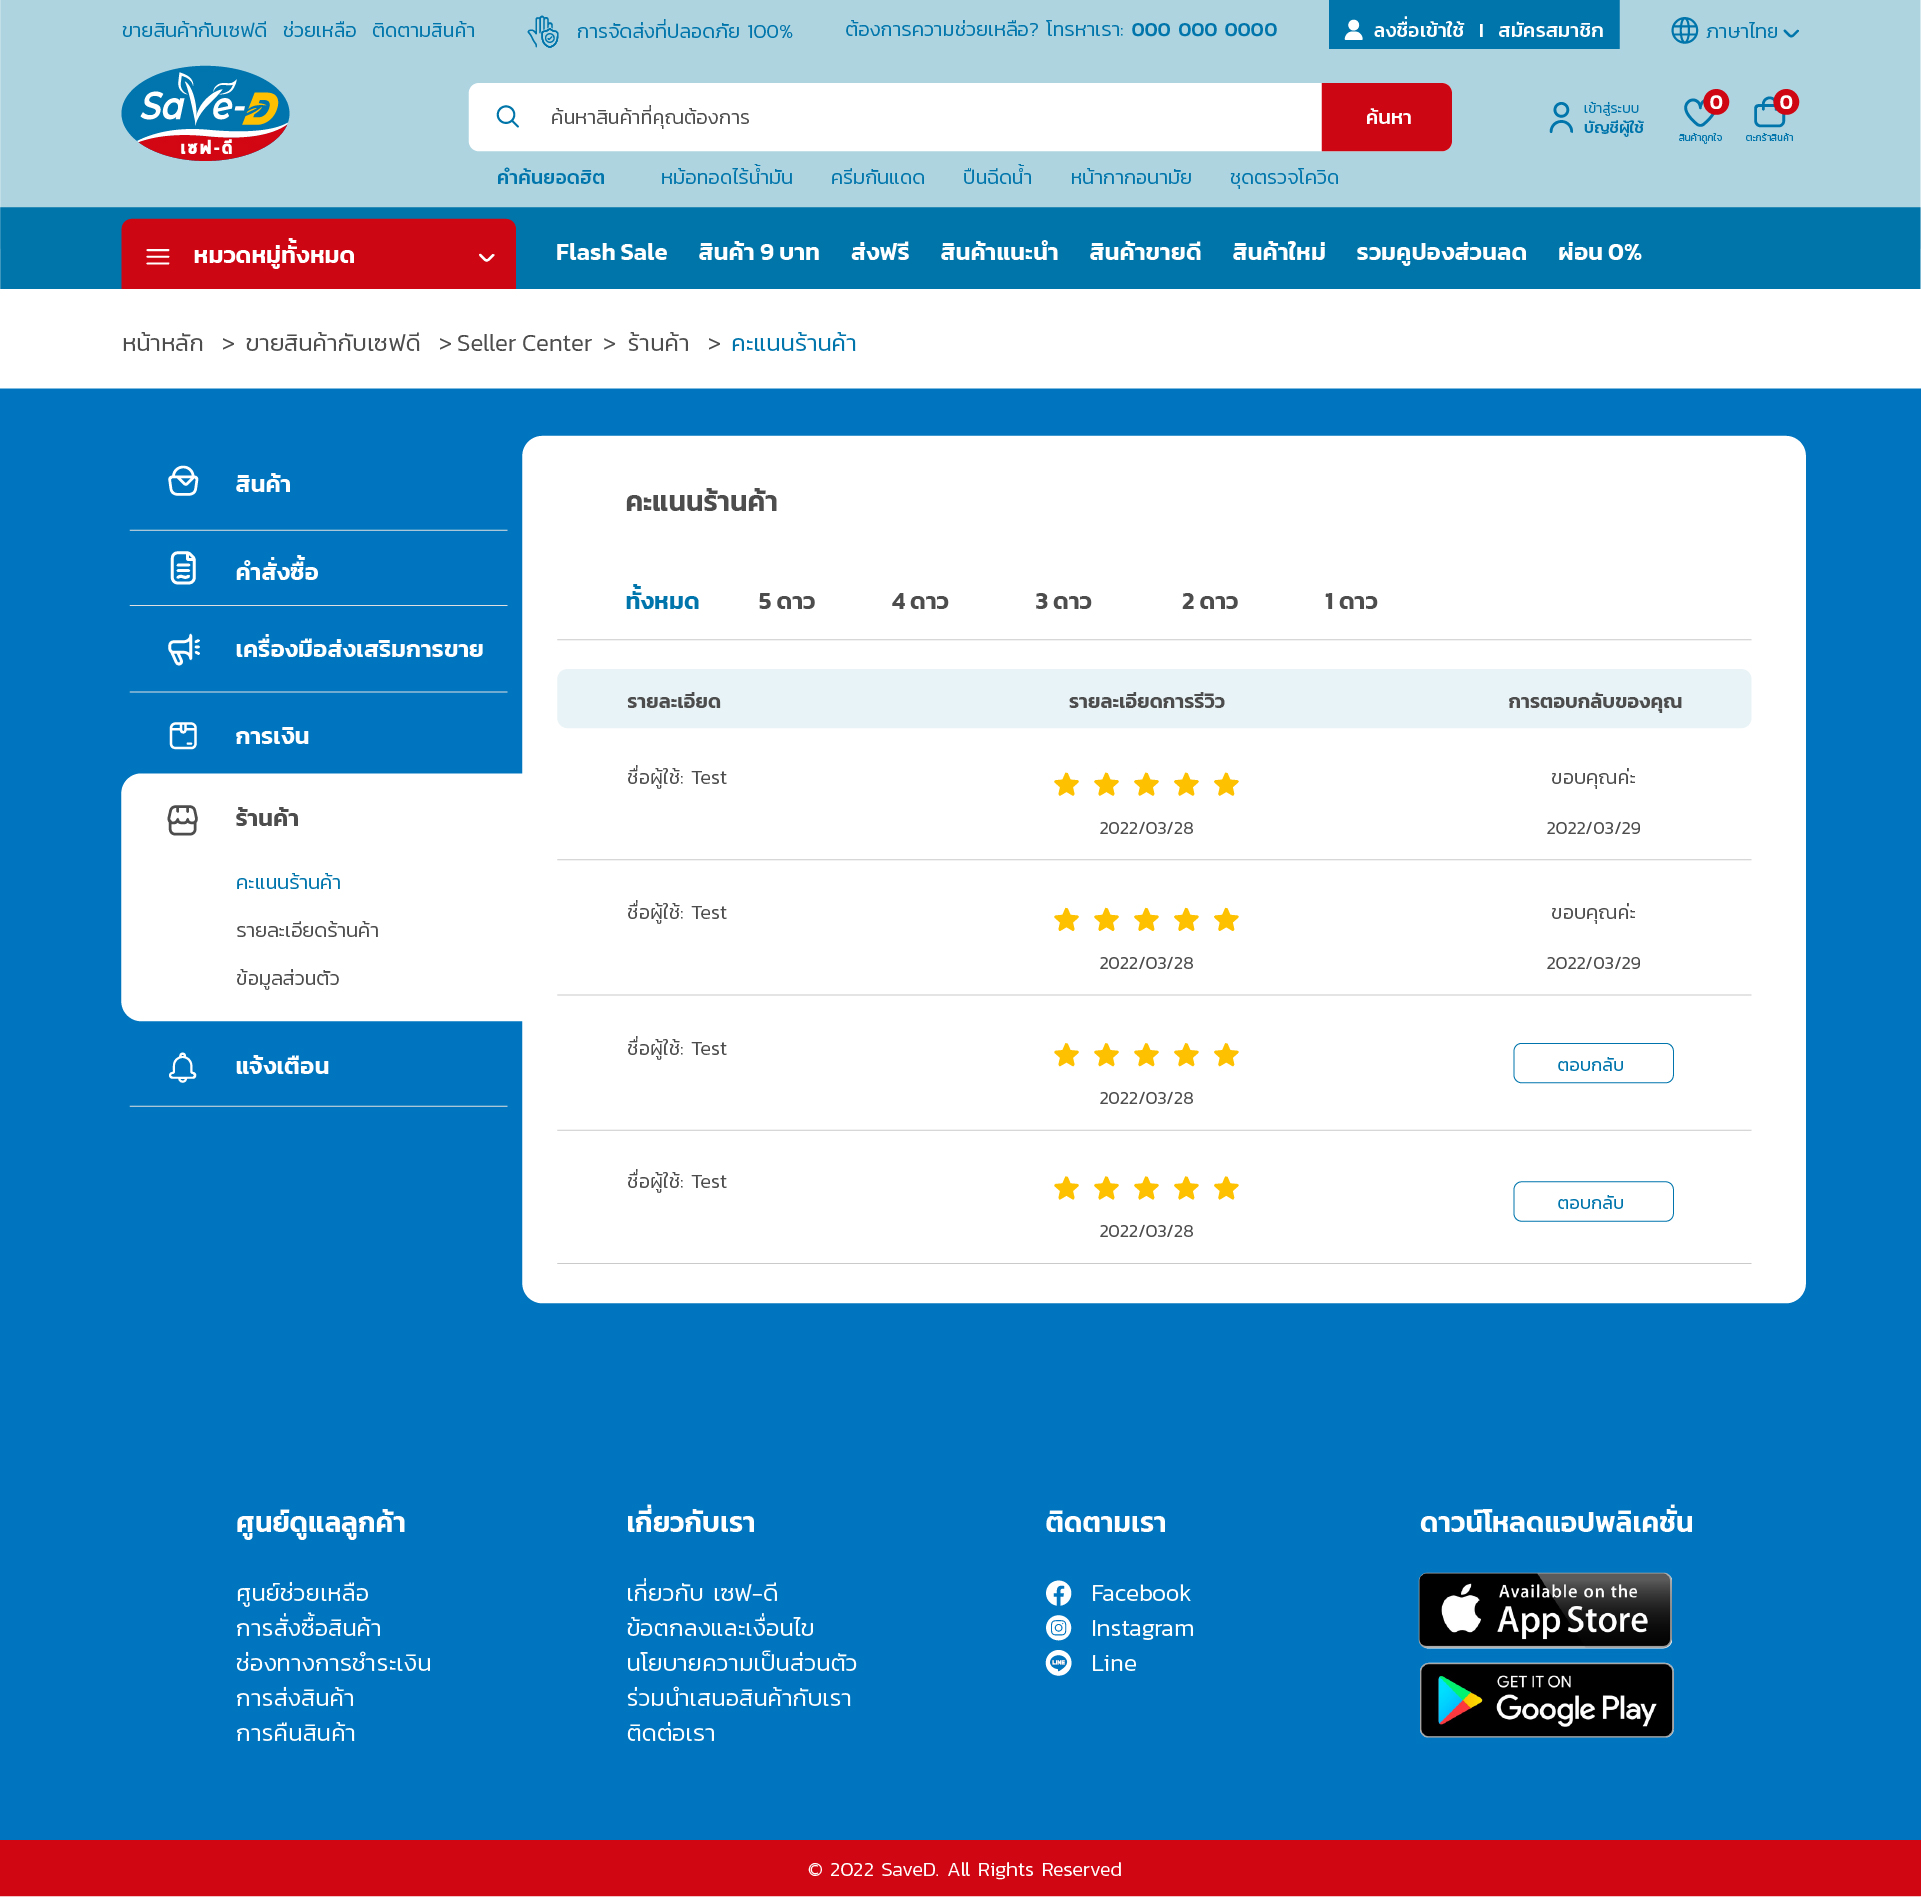 ขายสินค้ากับเซฟดี ช่วยเหลือ ติดตามสินค้า การจัดส่งที่ปลอดภัย 100% ต้องการความช่วยเหลือ? โทรหาเรา: 000 000 0000 ลงชื่อเข้าใช้ | สมัครสมาชิก ภาษาไทย
SaVe-D
เซฟ-ดี
ค้นหาสินค้าที่คุณต้องการ ค้นหา
เข้าสู่ระบบ
บัญชีผู้ใช้
0 0
สินค้าถูกใจ ตะกร้าสินค้า
คำค้นยอดฮิต หม้อทอดไร้น้ำมัน ครีมกันแดด ปืนฉีดน้ำ หน้ากากอนามัย ชุดตรวจโควิด
หมวดหมู่ทั้งหมด Flash Sale สินค้า 9 บาท ส่งฟรี สินค้าแนะนำ สินค้าขายดี สินค้าใหม่ รวมคูปองส่วนลด ผ่อน 0%
หน้าหลัก > ขายสินค้ากับเซฟดี > Seller Center > ร้านค้า > คะแนนร้านค้า
สินค้า
คำสั่งซื้อ
เครื่องมือส่งเสริมการขาย
การเงิน
ร้านค้า
คะแนนร้านค้า
รายละเอียดร้านค้า
ข้อมูลส่วนตัว
แจ้งเตือน
คะแนนร้านค้า
ทั้งหมด 5 ดาว 4 ดาว 3 ดาว 2 ดาว 1 ดาว
รายละเอียด รายละเอียดการรีวิว การตอบกลับของคุณ
ชื่อผู้ใช้: Test ขอบคุณค่ะ
2022/03/28 2022/03/29
ชื่อผู้ใช้: Test ขอบคุณค่ะ
2022/03/28 2022/03/29
ชื่อผู้ใช้: Test ตอบกลับ
2022/03/28
ชื่อผู้ใช้: Test ตอบกลับ
2022/03/28
ศูนย์ดูแลลูกค้า
ศูนย์ช่วยเหลือ
การสั่งซื้อสินค้า
ช่องทางการชำระเงิน
การส่งสินค้า
การคืนสินค้า
เกี่ยวกับเรา
เกี่ยวกับ เซฟ-ดี
ข้อตกลงและเงื่อนไข
นโยบายความเป็นส่วนตัว
ร่วมนำเสนอสินค้ากับเรา
ติดต่อเรา
ติดตามเรา
Facebook
Instagram
LINE Line
ดาวน์โหลดแอปพลิเคชั่น
Available on the
App Store
GET IT ON
Google Play
© 2022 SaveD. All Rights Reserved